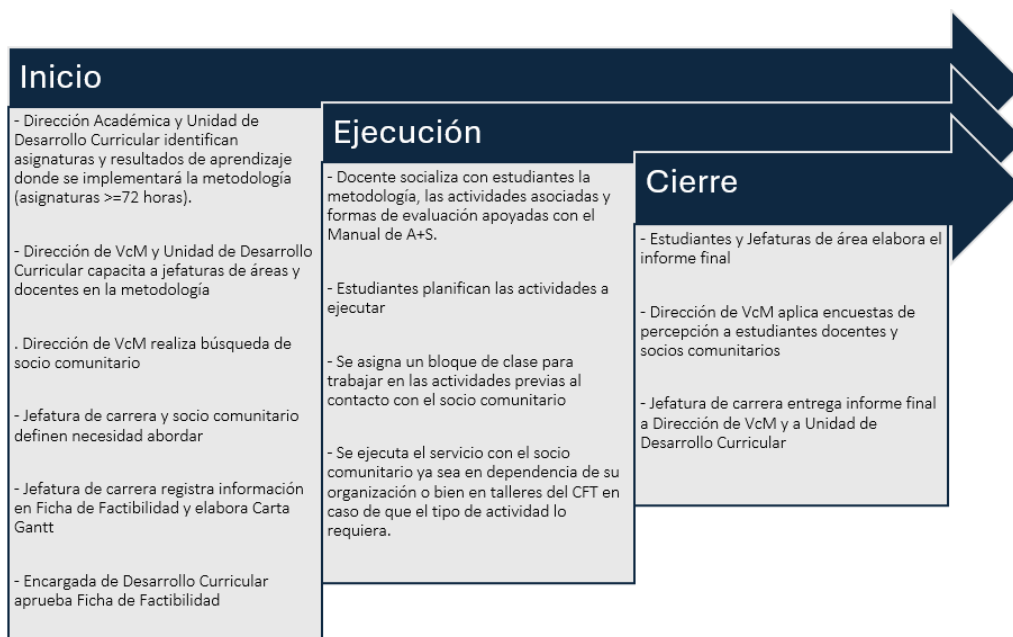 Inicio
- Dirección Académica y Unidad de
Desarrollo Curricular identifican
asignaturas y resultados de aprendizaje
donde se implementará la metodología
(asignaturas >=72 horas).
- Dirección de VcM y Unidad de Desarrollo
Curricular capacita a jefaturas de áreas y
docentes en la metodología
. Dirección de VcM realiza búsqueda de
socio comunitario
- Jefatura de carrera y socio comunitario
definen necesidad abordar
- Jefatura de carrera registra información
en Ficha de Factibilidad y elabora Carta
Gantt
- Encargada de Desarrollo Curricular
aprueba Ficha de Factibilidad
Ejecución
- Docente socializa con estudiantes la
metodología, las actividades asociadas y
formas de evaluación apoyadas con el
Manual de A+S.
- Estudiantes planifican las actividades a
ejecutar
- Se asigna un bloque de clase para
trabajar en las actividades previas al
contacto con el socio comunitario
- Se ejecuta el servicio con el socio
comunitario ya sea en dependencia de su
organización o bien en talleres del CFT en
caso de que el tipo de actividad lo
requiera.
Cierre
- Estudiantes y Jefaturas de área elabora el
informe final
- Dirección de VcM aplica encuestas de
percepción a estudiantes docentes y
socios comunitarios
- Jefatura de carrera entrega informe final
a Dirección de VcM y a Unidad de
Desarrollo Curricular